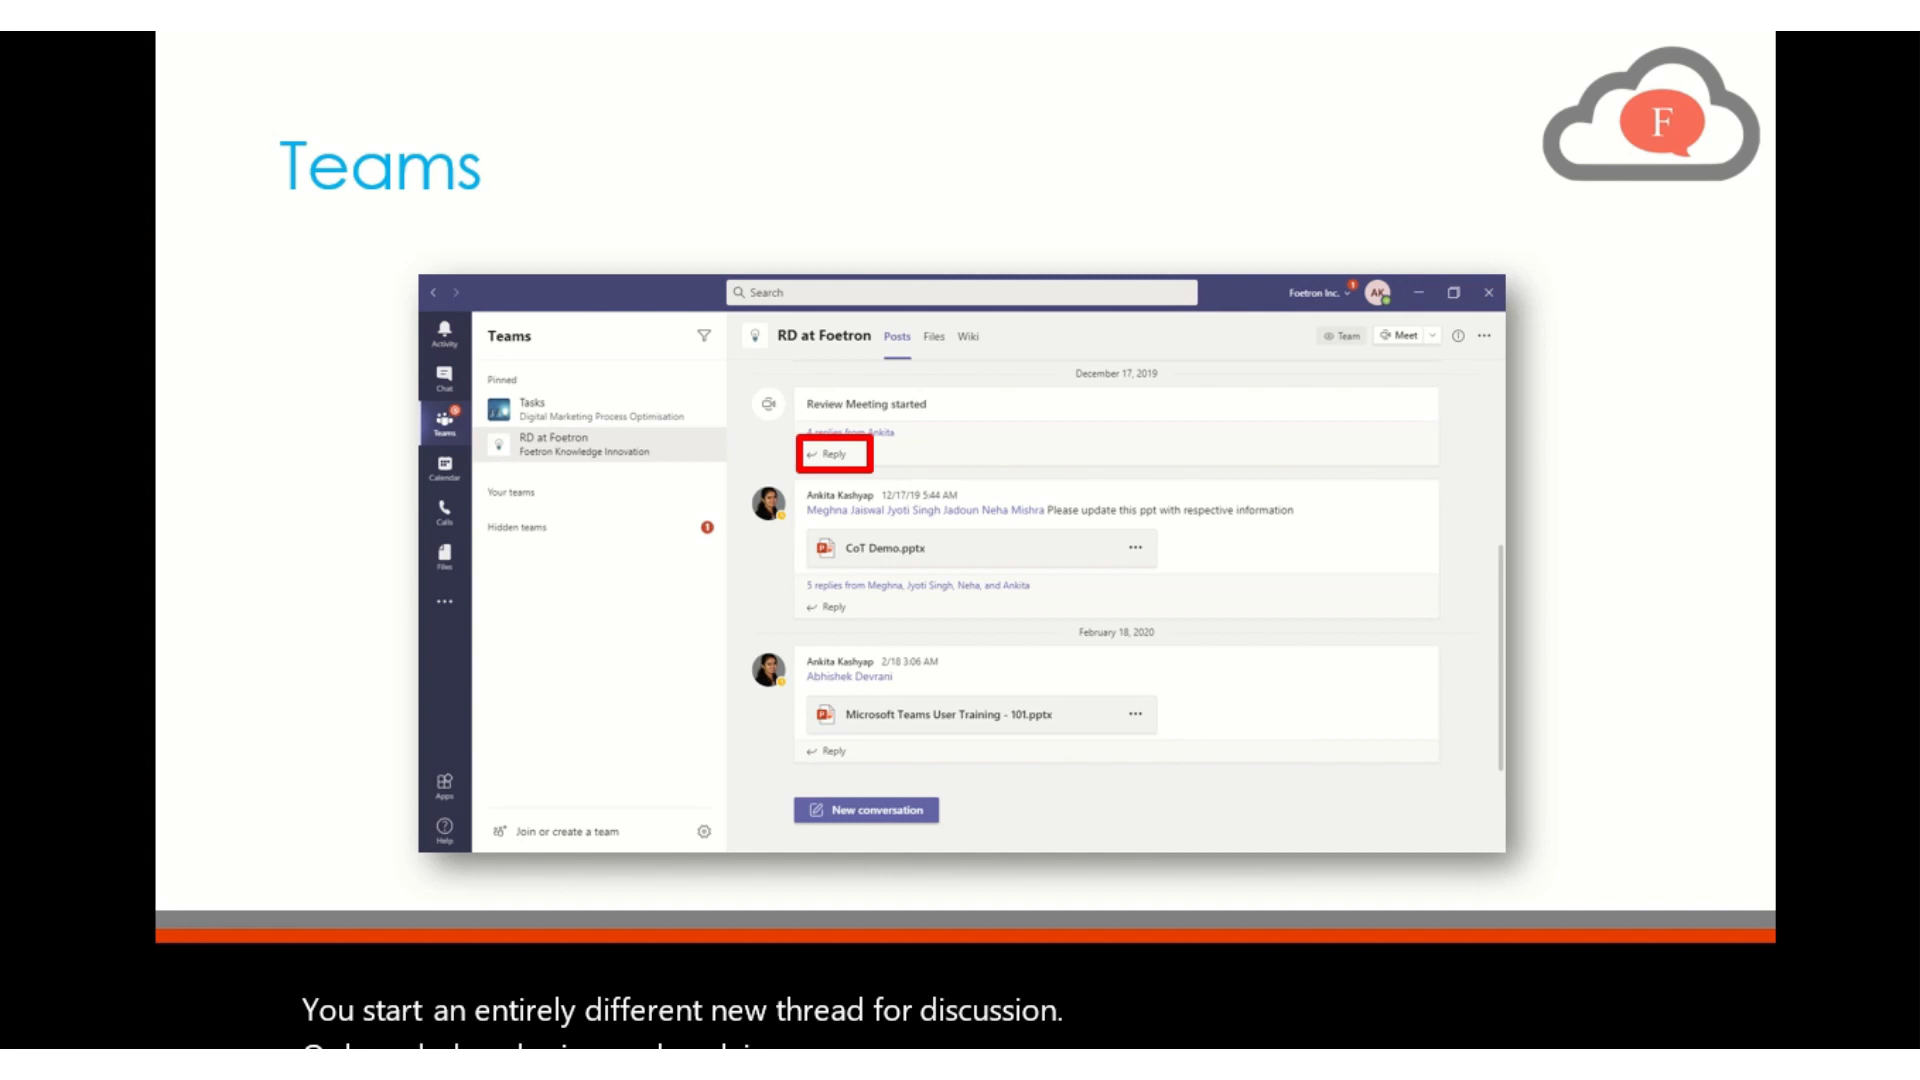 F
Teams
Search
Foetron Inc.
1
AK
Activity
Chat
Teams
Calendar
Calls
Files
Apps
Help
Teams
Pinned
Tasks
Digital Marketing Process Optimisation
RD at Foetron
Foetron Knowledge Innovation
Your teams
Hidden teams
1
Join or create a team
RD at Foetron Posts Files Wiki
Team Meet
December 17, 2019
Review Meeting started
4 replies from Ankita
Reply
Ankita Kashyap 12/17/19 5:44 AM
Meghna Jaiswal Jyoti Singh Jadoun Neha Mishra Please update this ppt with respective information
CoT Demo.pptx
5 replies from Meghna, Jyoti Singh, Neha, and Ankita
Reply
February 18, 2020
Ankita Kashyap 2/18 3:06 AM
Abhishek Devrani
Microsoft Teams User Training - 101.pptx
Reply
New conversation
You start an entirely different new thread for discussion.